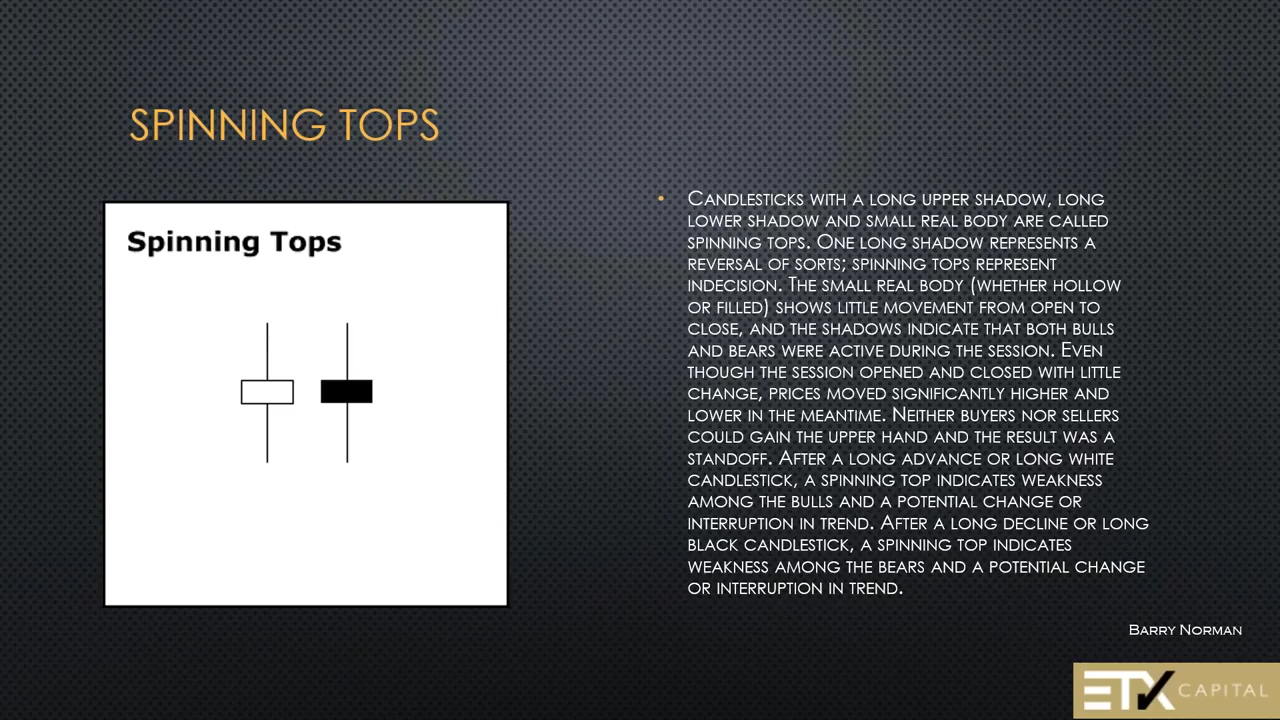 SPINNING TOPS
Spinning Tops
• Candlesticks with a long upper shadow, long
lower shadow and small real body are called
spinning tops. One long shadow represents a
reversal of sorts; spinning tops represent
indecision. The small real body (whether hollow
or filled) shows little movement from open to
close, and the shadows indicate that both bulls
and bears were active during the session. Even
though the session opened and closed with little
change, prices moved significantly higher and
lower in the meantime. Neither buyers nor sellers
could gain the upper hand and the result was a
standoff. After a long advance or long white
candlestick, a spinning top indicates weakness
among the bulls and a potential change or
interruption in trend. After a long decline or long
black candlestick, a spinning top indicates
weakness among the bears and a potential change
or interruption in trend.
Barry Norman
ETX CAPITAL